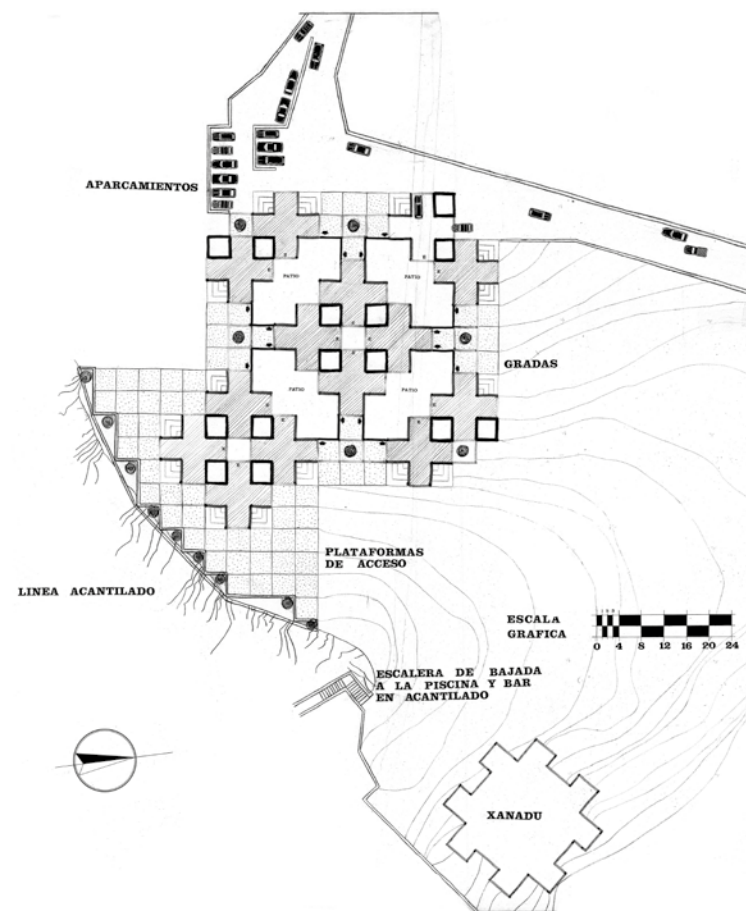 APARCAMIENTOS
PATIO
PATIO
GRADAS
PATIO
PATIO
PLATAFORMAS
DE ACCESO
LINEA ACANTILADO
ESCALA
GRAFICA
0 4 8 12 16 20 24
ESCALERA DE BAJADA
A LA PISCINA Y BAR
EN ACANTILADO
XANADU